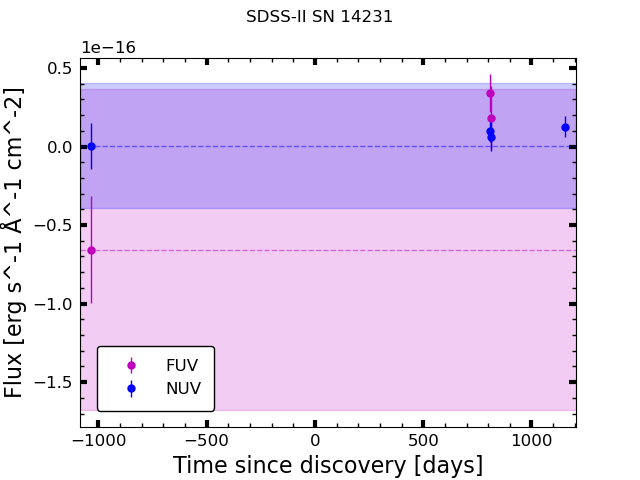 SDSS-II SN 14231
1e−16
0.5
0.0
−0.5
−1.0
−1.5
Flux [erg s^-1 Å^-1 cm^-2]
FUV
NUV
−1000
−500
0
500
1000
Time since discovery [days]